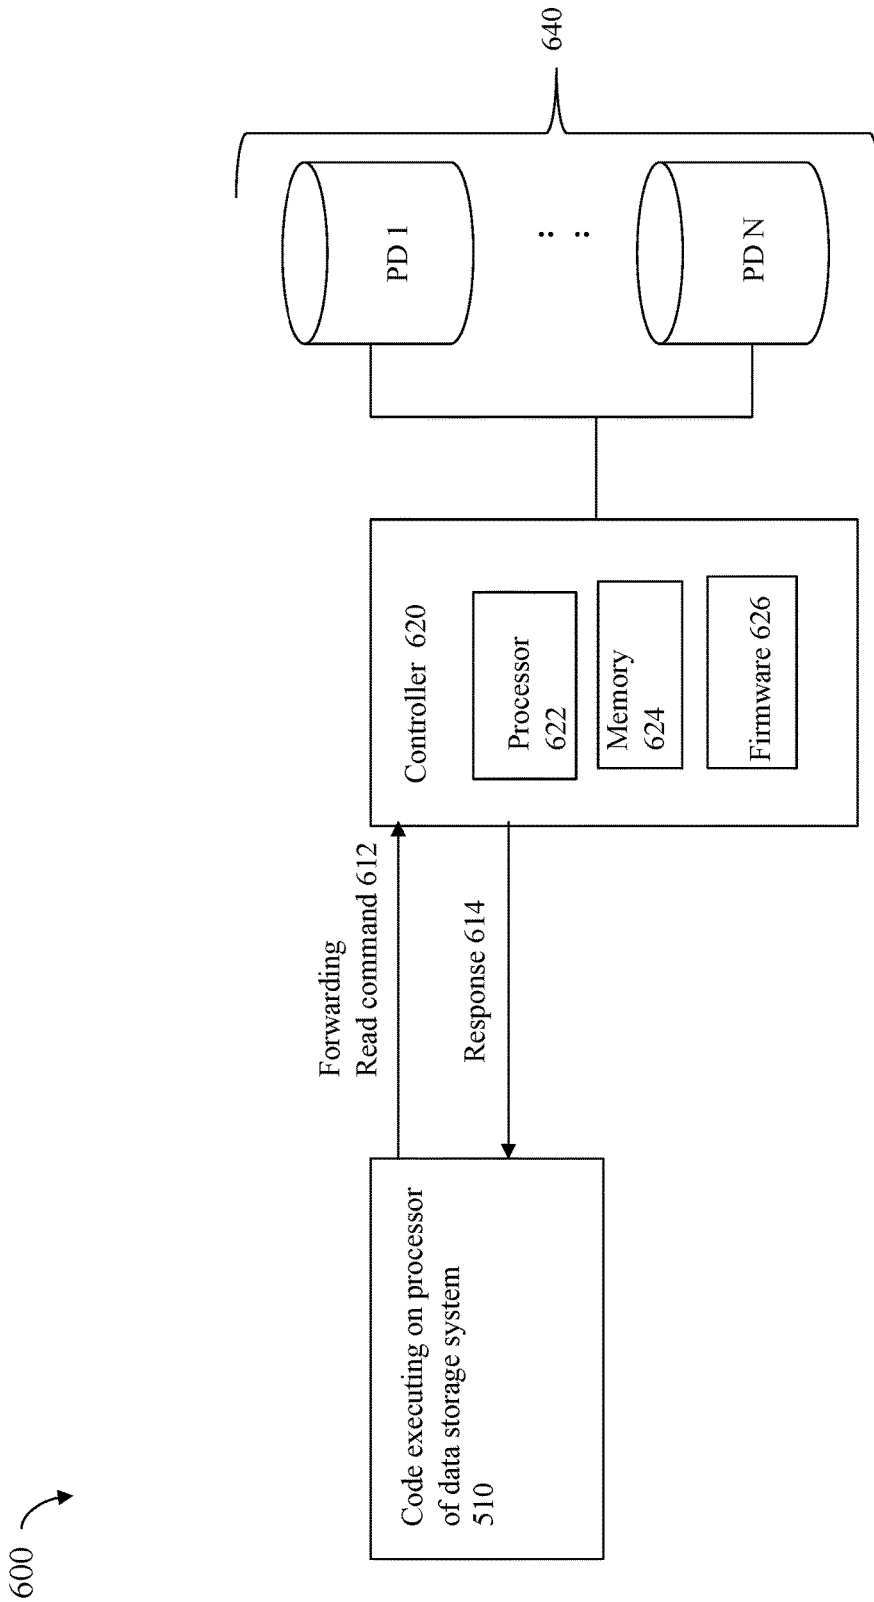 600
Code executing on processor
of data storage system
510
Forwarding
Read command 612
Response 614
Controller 620
Processor
622
Memory
624
Firmware 626
PD 1
PD N
640